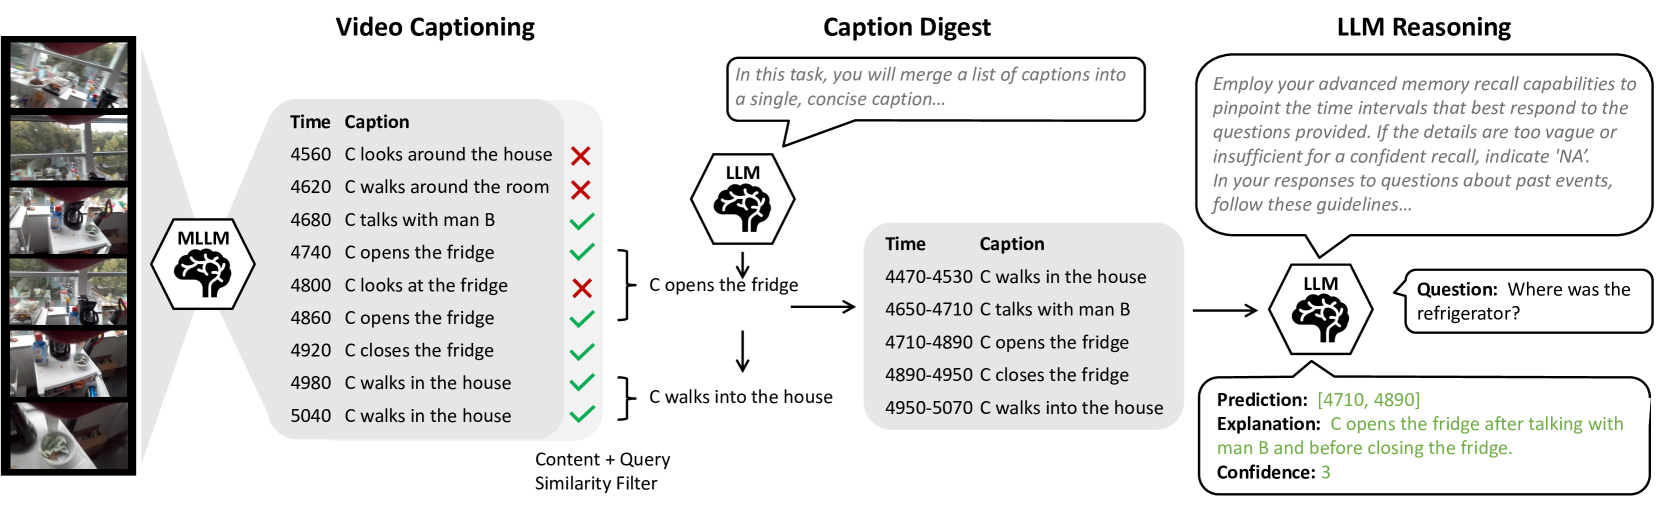 Video Captioning
Caption Digest
LLM Reasoning
MLLM
Time Caption
4560 C looks around the house
4620 C walks around the room
4680 C talks with man B
4740 C opens the fridge
4800 C looks at the fridge
4860 C opens the fridge
4920 C closes the fridge
4980 C walks in the house
5040 C walks in the house
Content + Query
Similarity Filter
In this task, you will merge a list of captions into
a single, concise caption…
LLM
C opens the fridge
C walks into the house
Time Caption
4470-4530 C walks in the house
4650-4710 C talks with man B
4710-4890 C opens the fridge
4890-4950 C closes the fridge
4950-5070 C walks into the house
Employ your advanced memory recall capabilities to
pinpoint the time intervals that best respond to the
questions provided. If the details are too vague or
insufficient for a confident recall, indicate 'NA’.
In your responses to questions about past events,
follow these guidelines…
LLM
Question: Where was the
refrigerator?
Prediction: [4710, 4890]
Explanation: C opens the fridge after talking with
man B and before closing the fridge.
Confidence: 3